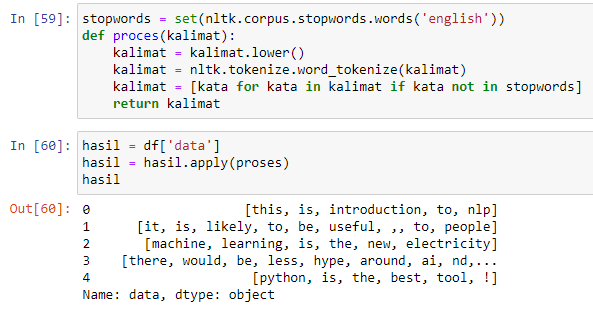 In [59]: stopwords = set(nltk.corpus.stopwords.words('english'))
def proces(kalimat):
    kalimat = kalimat.lower()
    kalimat = nltk.tokenize.word_tokenize(kalimat)
    kalimat = [kata for kata in kalimat if kata not in stopwords]
    return kalimat
In [60]: hasil = df['data']
hasil = hasil.apply(proses)
hasil
Out[60]: 0                    [this, is, introduction, to, nlp]
1      [it, is, likely, to, be, useful, ,, to, people]
2       [machine, learning, is, the, new, electricity]
3    [there, would, be, less, hype, around, ai, nd,...
4                     [python, is, the, best, tool, !]
Name: data, dtype: object